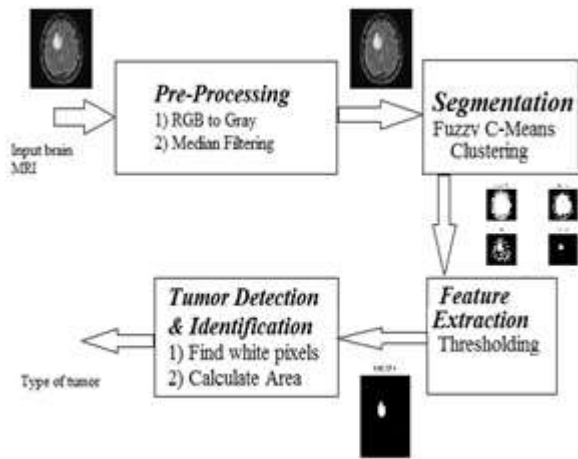 Pre-Processing
1) RGB to Gray
2) Median Filtering
Input brain
MRI
Segmentation
Fuzzy C-Means
Clustering
Feature
Extraction
Thresholding
Tumor Detection
& Identification
1) Find white pixels
2) Calculate Area
Type of tumor